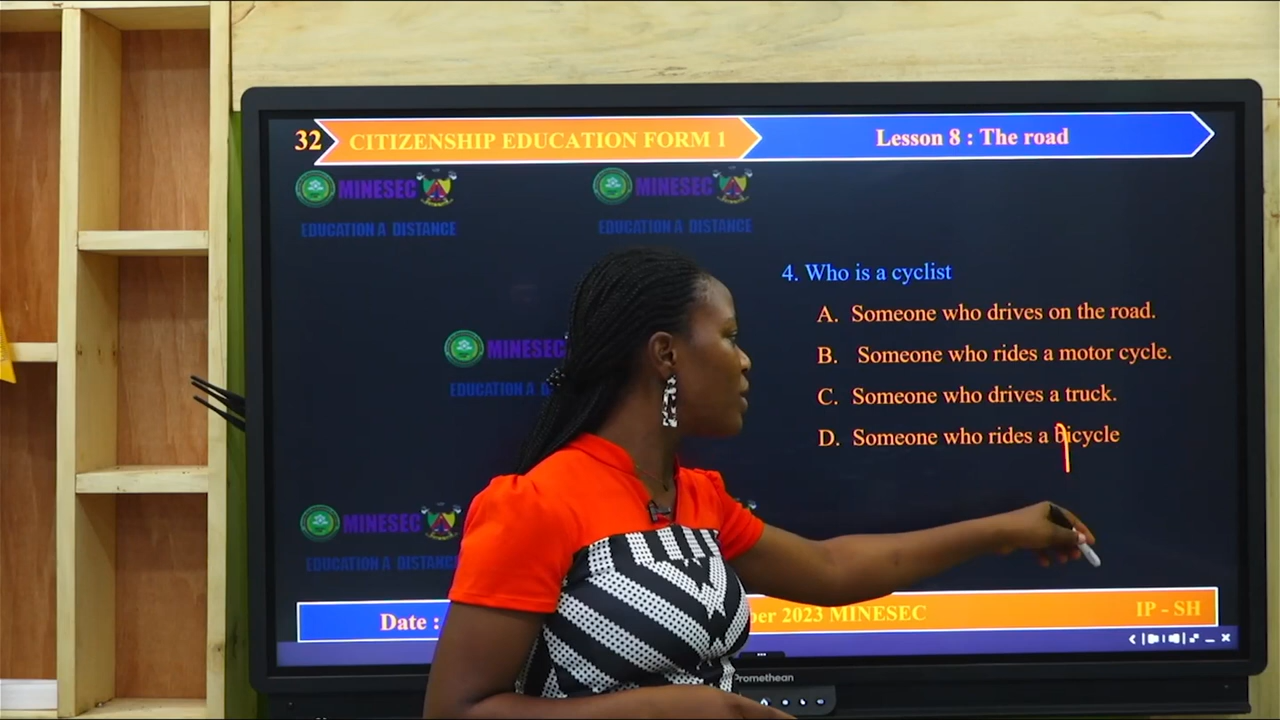 32 CITIZENSHIP EDUCATION FORM 1 Lesson 8 : The road
MINESEC MINESEC
EDUCATION A DISTANCE EDUCATION A DISTANCE
4. Who is a cyclist
A. Someone who drives on the road.
MINESEC
B. Someone who rides a motor cycle.
EDUCATION A
C. Someone who drives a truck.
D. Someone who rides a bicycle
MINESEC
EDUCATION A DISTANCE
Date : 2023 MINESEC IP - SH
Promethean